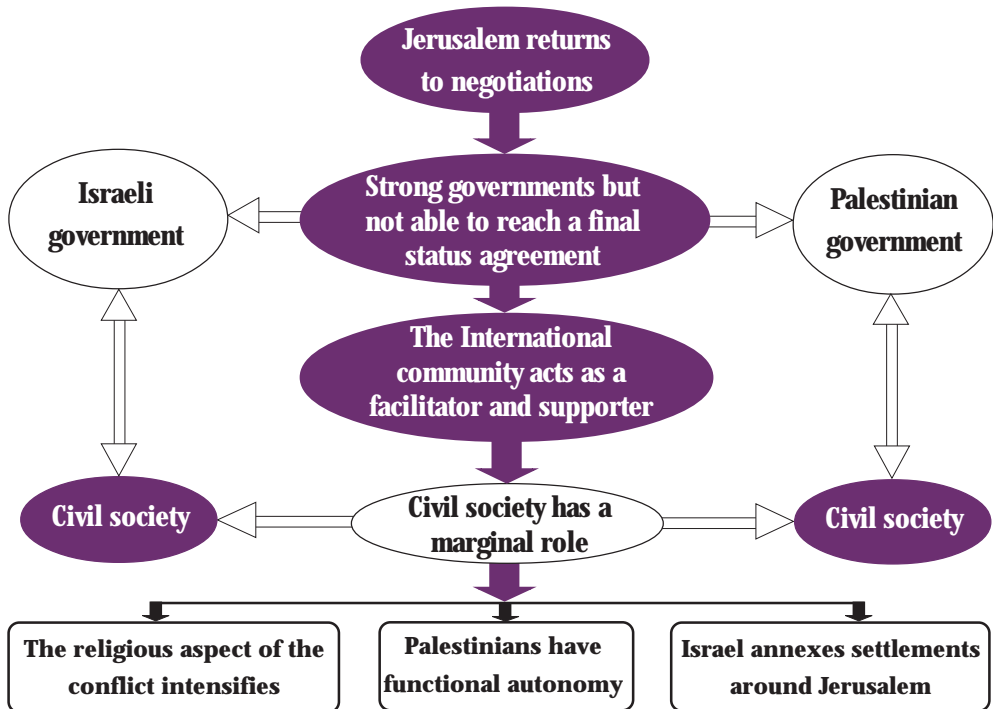 Jerusalem returns
to negotiations
Israeli
government
Strong governments but
not able to reach a final
status agreement
Palestinian
government
The International
community acts as a
facilitator and supporter
Civil society
Civil society has a
marginal role
Civil society
The religious aspect of the
conflict intensifies
Palestinians have
functional autonomy
Israel annexes settlements
around Jerusalem